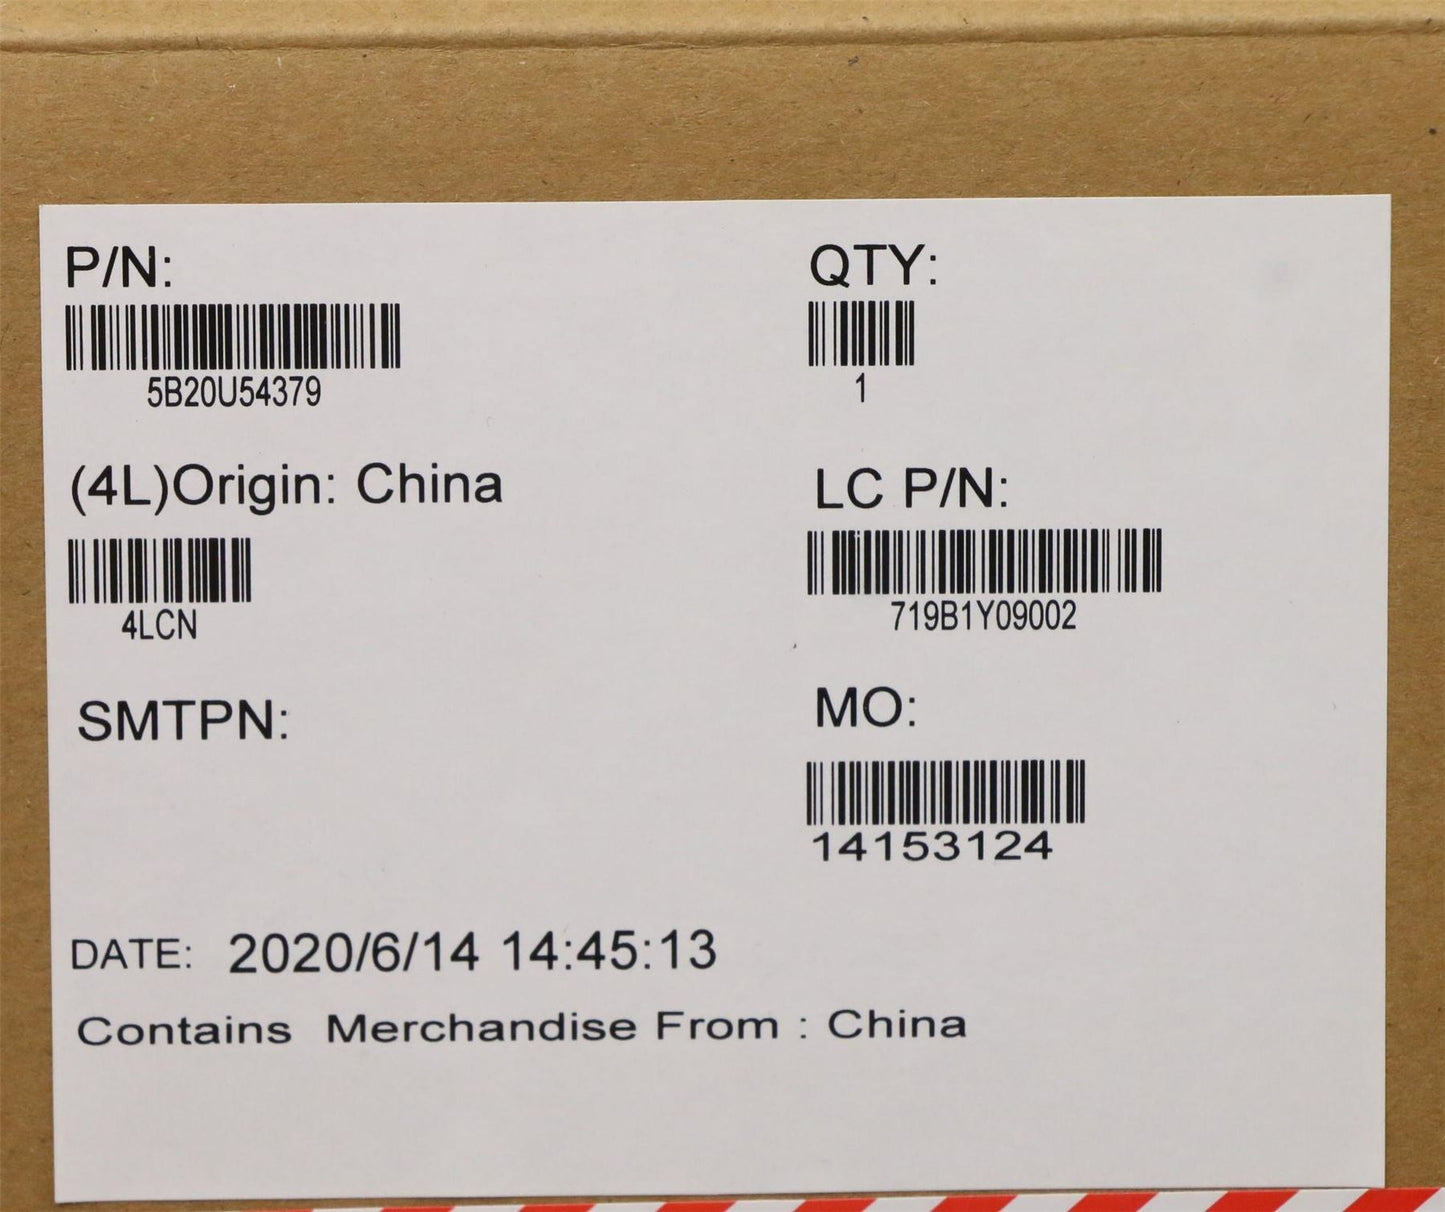 P/N:
5B20U54379
QTY:
1
(4L)Origin: China
4LCN
LC P/N:
719B1Y09002
SMTPN:
MO:
14153124
DATE: 2020/6/14 14:45:13
Contains Merchandise From : China